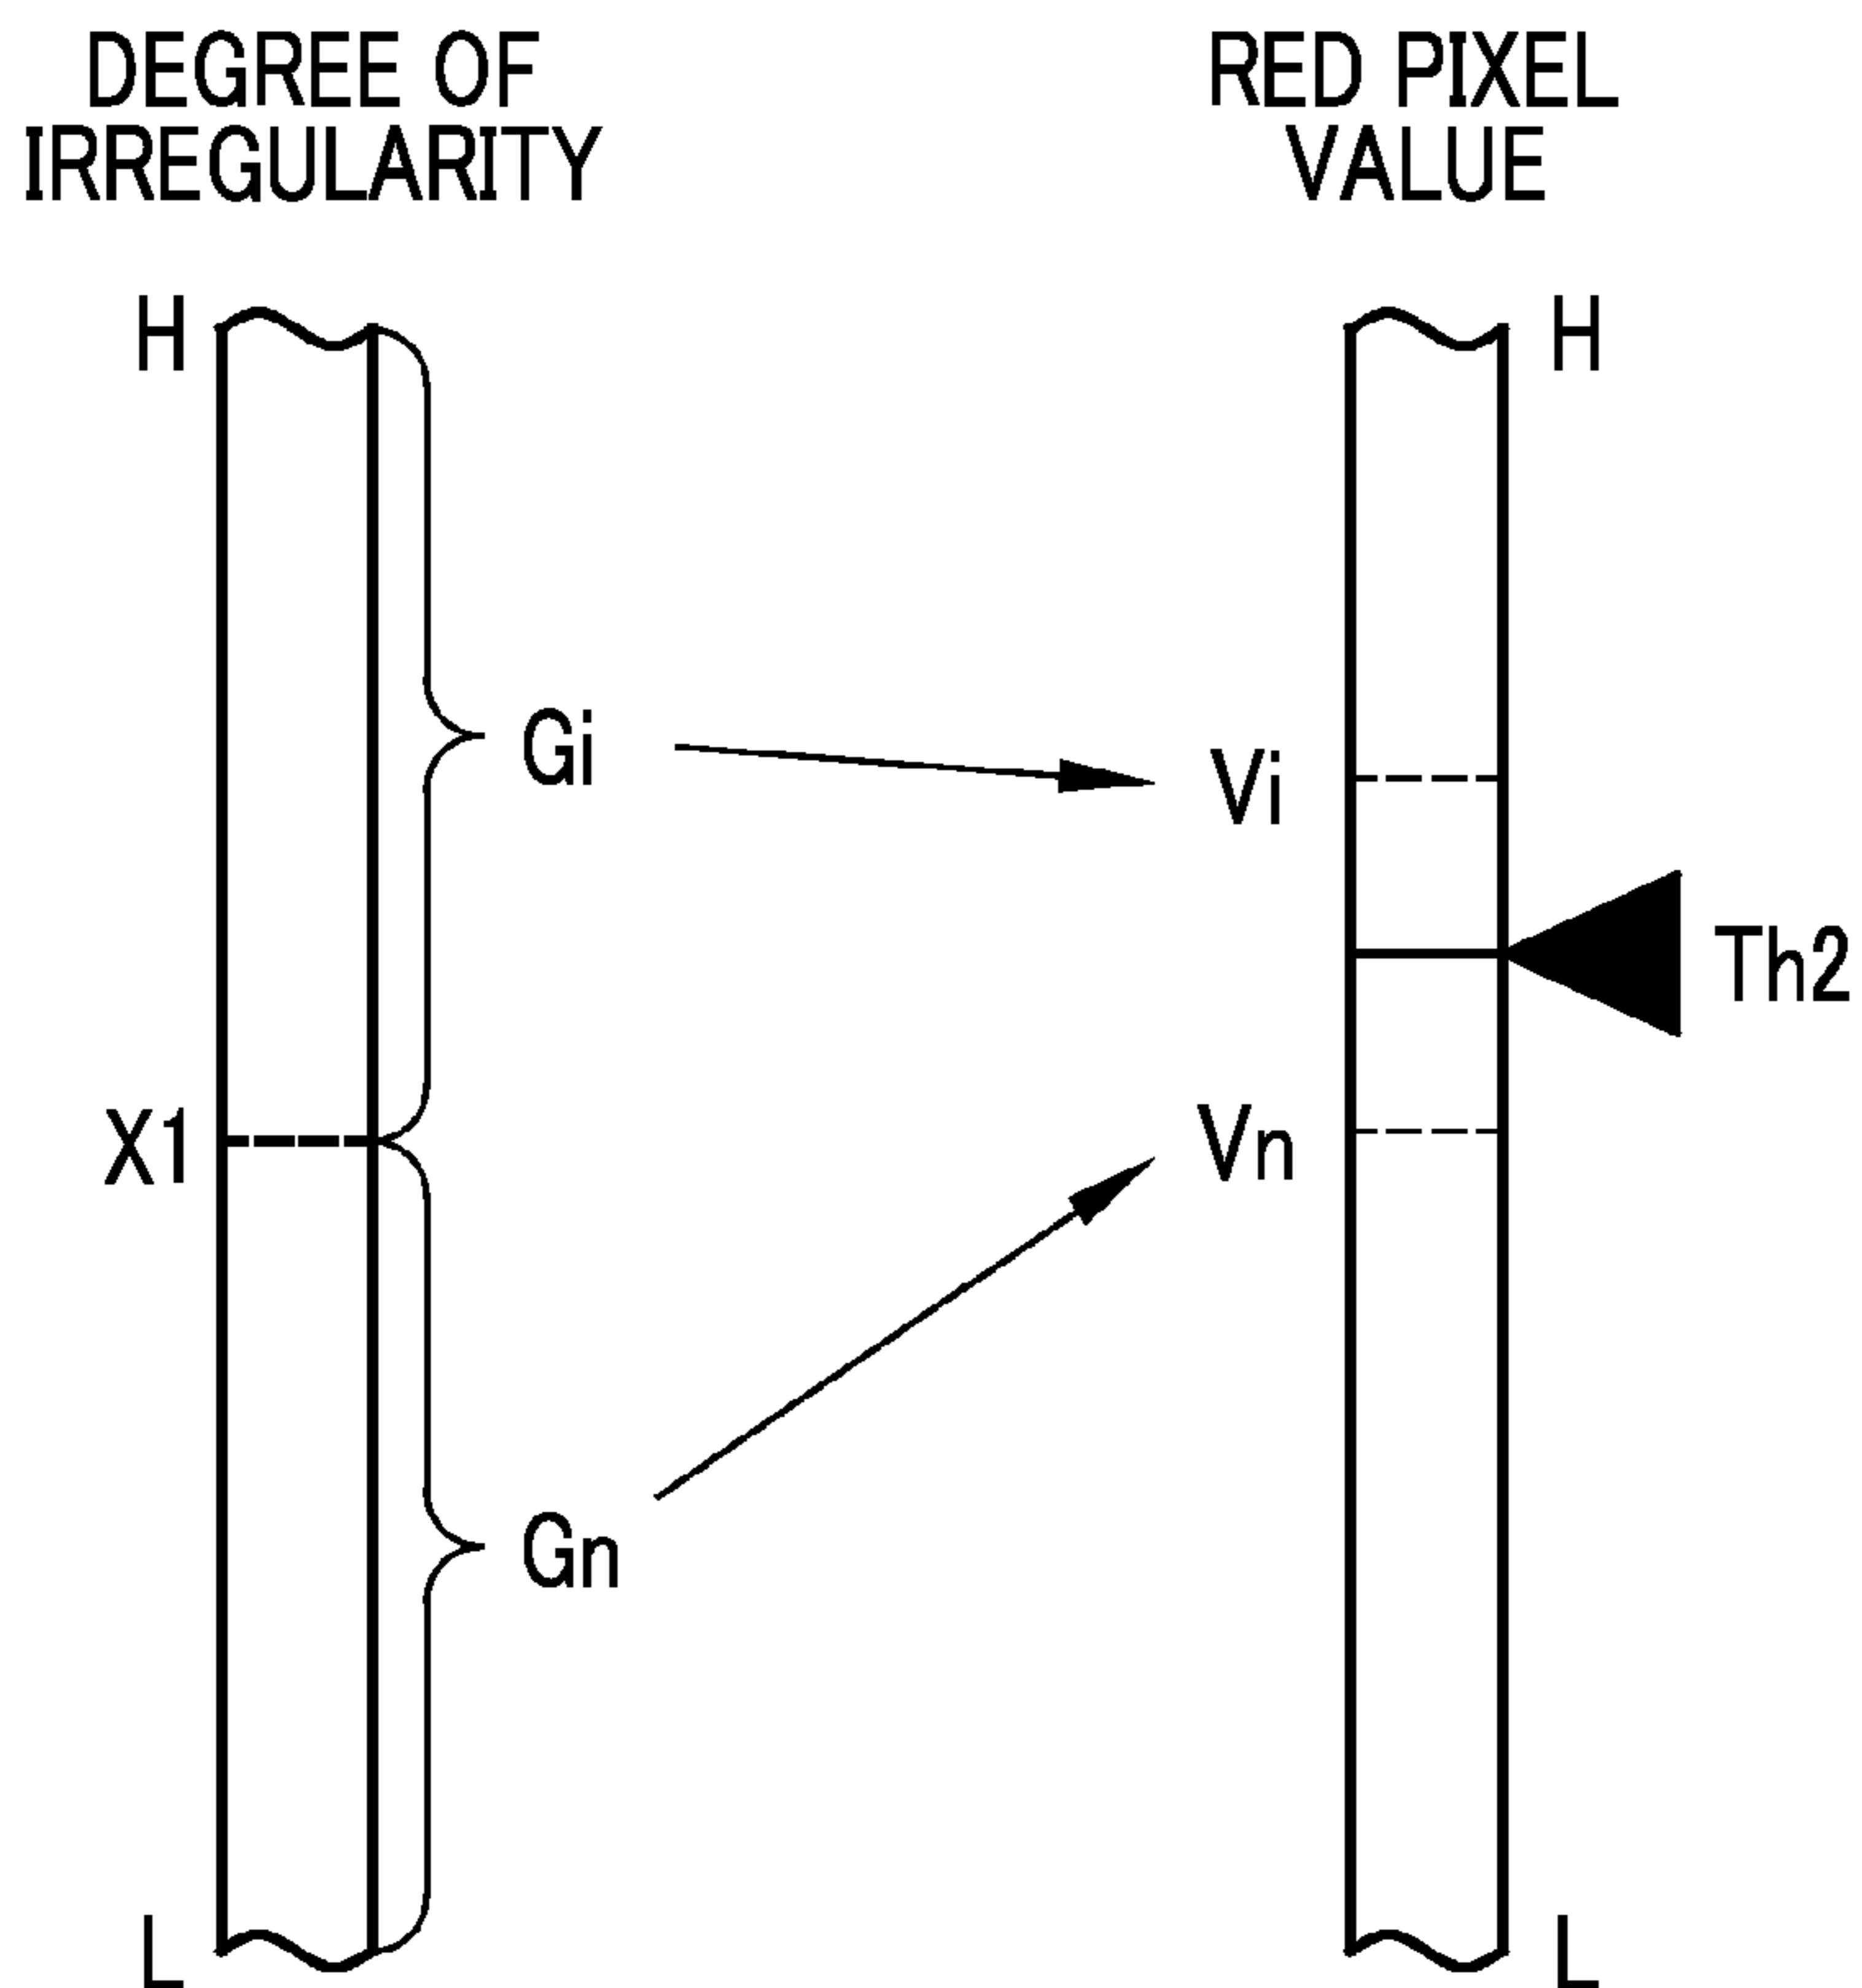 DEGREE OF
IRREGULARITY
RED PIXEL
VALUE
H
H
Gi
Vi
Th2
X1
Vn
Gn
L
L